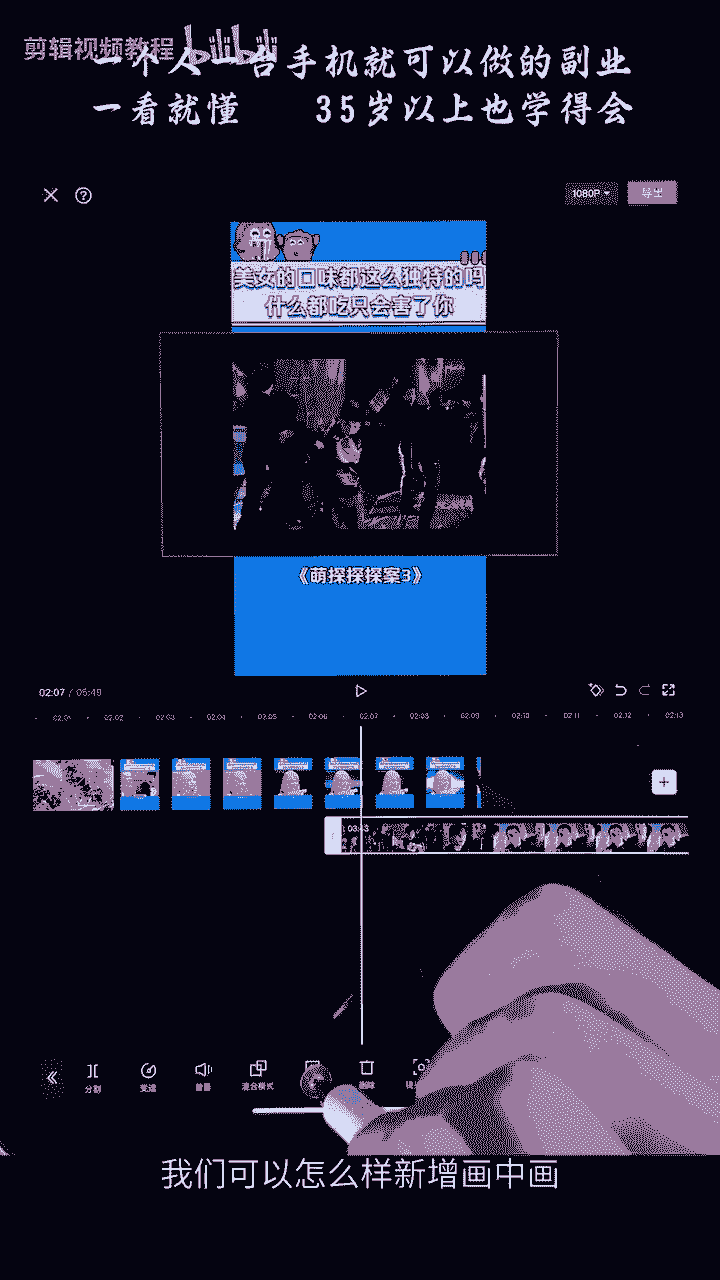 剪辑视频教程 bilibili
一个人一台手机就可以做的副业
一看就懂 35岁以上也学得会
1080P 导出
美女的口味都这么独特的吗
什么都吃只会害了你
《萌探探探案3》
02:07 / 05:49
02:01 02:02 02:03 02:04 02:05 02:06 02:07 02:08 02:09 02:10 02:11 02:12 02:13
分割 变速 音量 混合模式 删除
我们可以怎么样新增画中画